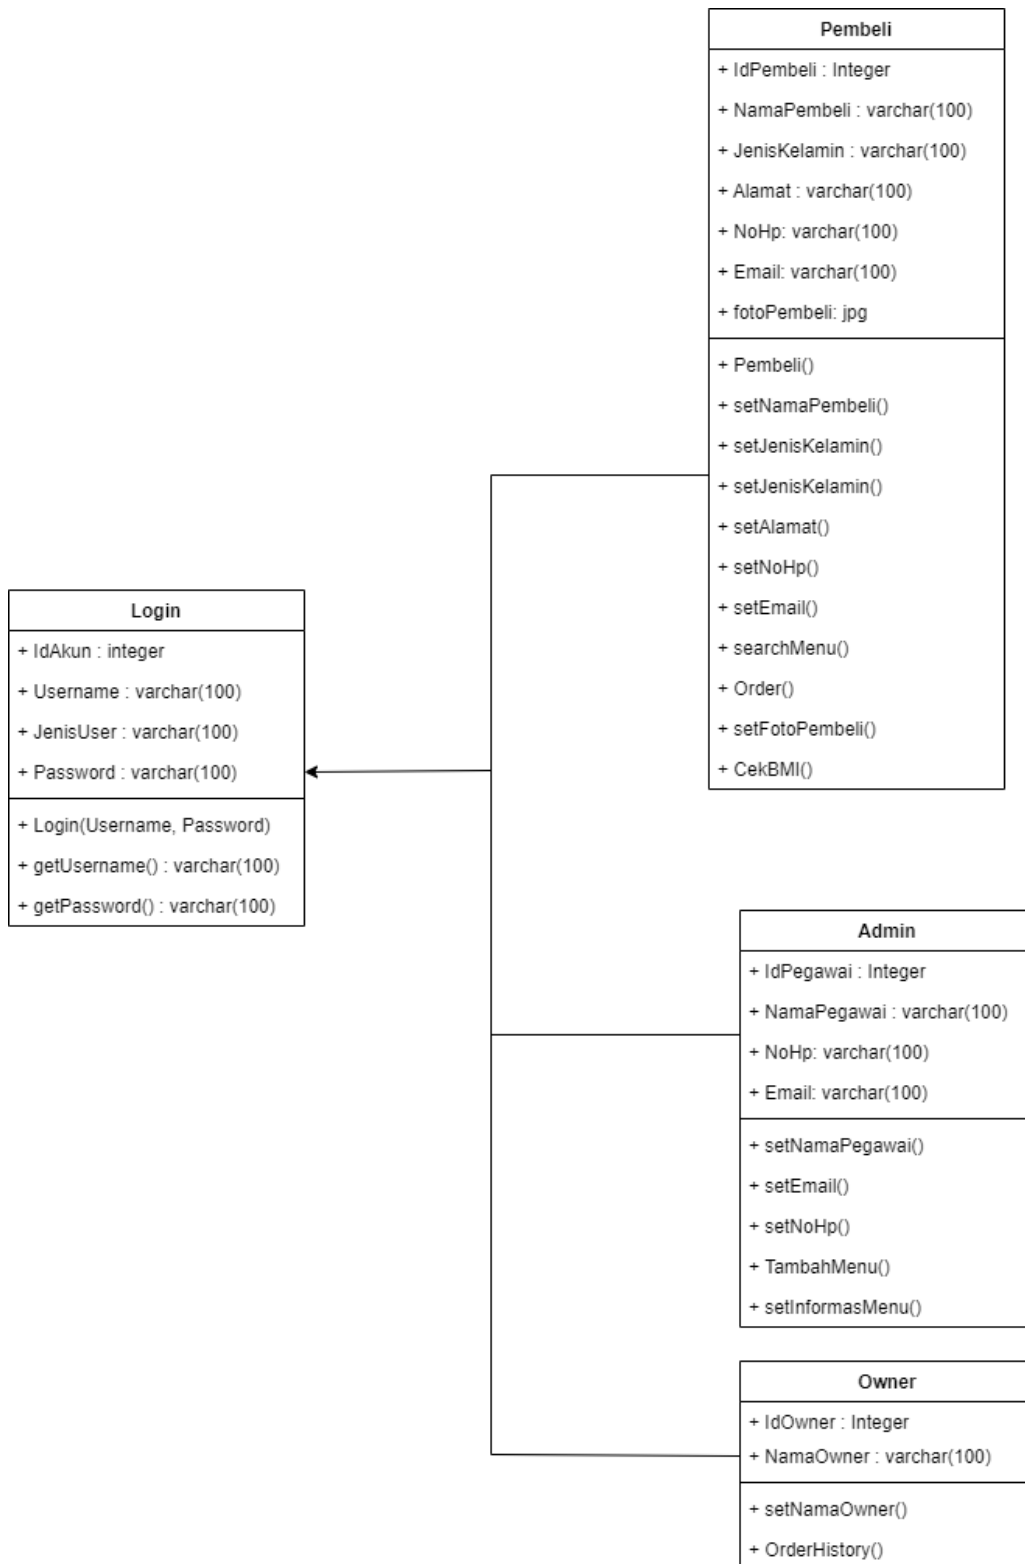 Pembeli
+ IdPembeli : Integer
+ NamaPembeli : varchar(100)
+ JenisKelamin : varchar(100)
+ Alamat : varchar(100)
+ NoHp: varchar(100)
+ Email: varchar(100)
+ fotoPembeli: jpg
+ Pembeli()
+ setNamaPembeli()
+ setJenisKelamin()
+ setJenisKelamin()
+ setAlamat()
+ setNoHp()
+ setEmail()
+ searchMenu()
+ Order()
+ setFotoPembeli()
+ CekBMI()
Login
+ IdAkun : integer
+ Username : varchar(100)
+ JenisUser : varchar(100)
+ Password : varchar(100)
+ Login(Username, Password)
+ getUsername() : varchar(100)
+ getPassword() : varchar(100)
Admin
+ IdPegawai : Integer
+ NamaPegawai : varchar(100)
+ NoHp: varchar(100)
+ Email: varchar(100)
+ setNamaPegawai()
+ setEmail()
+ setNoHp()
+ TambahMenu()
+ setInformasMenu()
Owner
+ IdOwner : Integer
+ NamaOwner : varchar(100)
+ setNamaOwner()
+ OrderHistory()